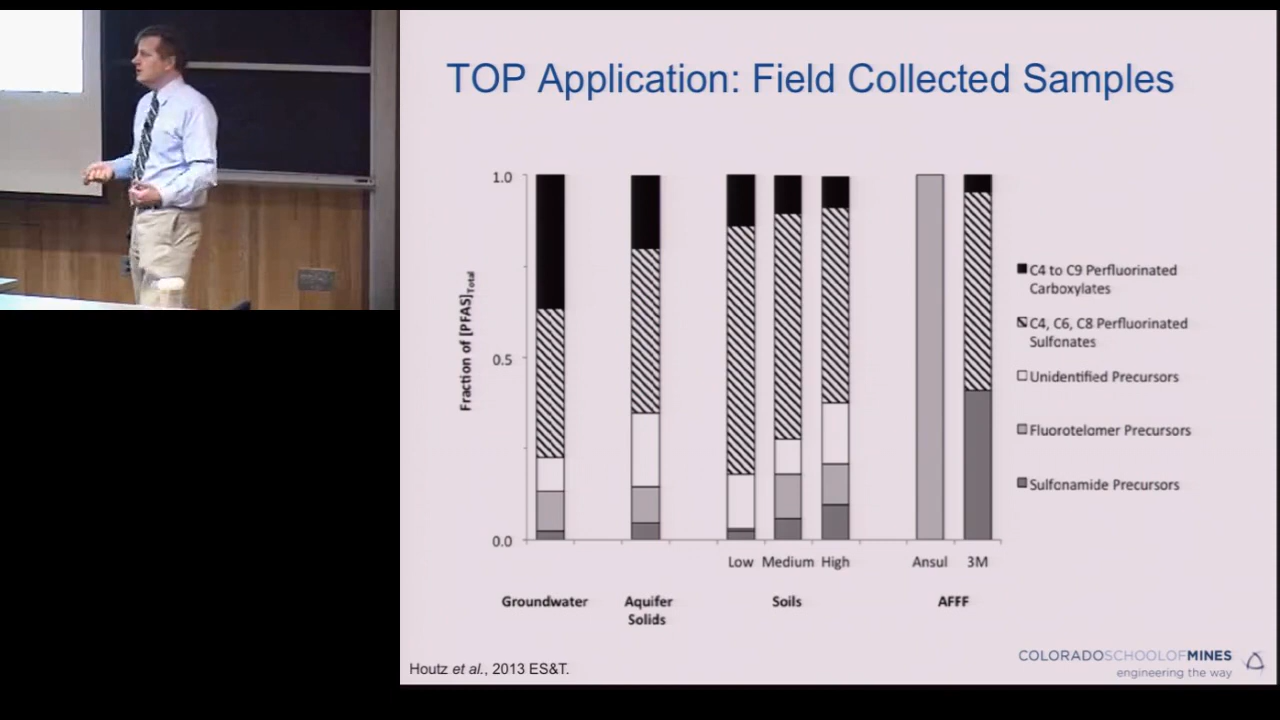 TOP Application: Field Collected Samples
1.0
0.5
0.0
Fraction of [PFAS]Total
Low Medium High Ansul 3M
Groundwater Aquifer Soils AFFF
Solids
C4 to C9 Perfluorinated
Carboxylates
C4, C6, C8 Perfluorinated
Sulfonates
Unidentified Precursors
Fluorotelomer Precursors
Sulfonamide Precursors
Houtz et al., 2013 ES&T.
COLORADOSCHOOLOFMINES
engineering the way